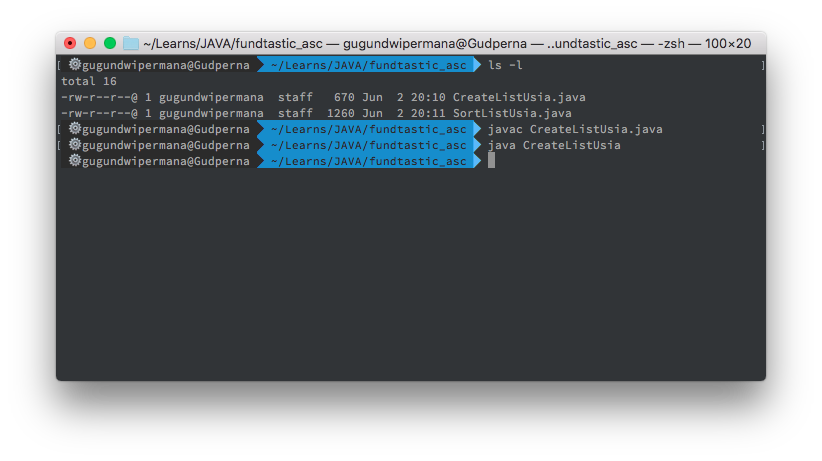 ~/Learns/JAVA/fundtastic_asc — gugundwipermana@Gudperna — ..undtastic_asc — -zsh — 100×20
[ gugundwipermana@Gudperna ~/Learns/JAVA/fundtastic_asc ls -l ]
total 16
-rw-r--r--@ 1 gugundwipermana  staff   670 Jun  2 20:10 CreateListUsia.java
-rw-r--r--@ 1 gugundwipermana  staff  1260 Jun  2 20:11 SortListUsia.java
[ gugundwipermana@Gudperna ~/Learns/JAVA/fundtastic_asc javac CreateListUsia.java ]
[ gugundwipermana@Gudperna ~/Learns/JAVA/fundtastic_asc java CreateListUsia ]
gugundwipermana@Gudperna ~/Learns/JAVA/fundtastic_asc